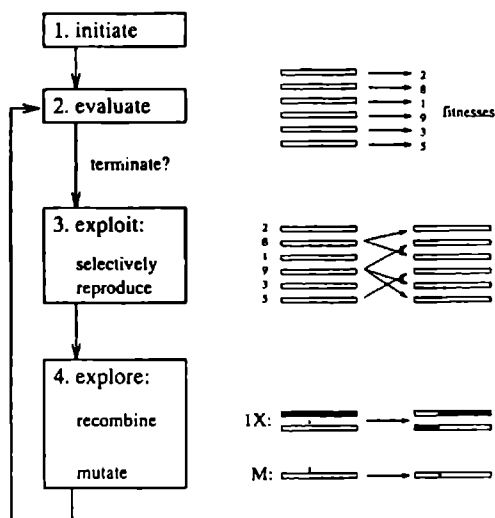 1. initiate
2. evaluate
2
8
1
9
3
5
fitnesses
terminate?
3. exploit:
selectively
reproduce
2
8
1
9
3
5
4. explore:
recombine
mutate
1X:
M: